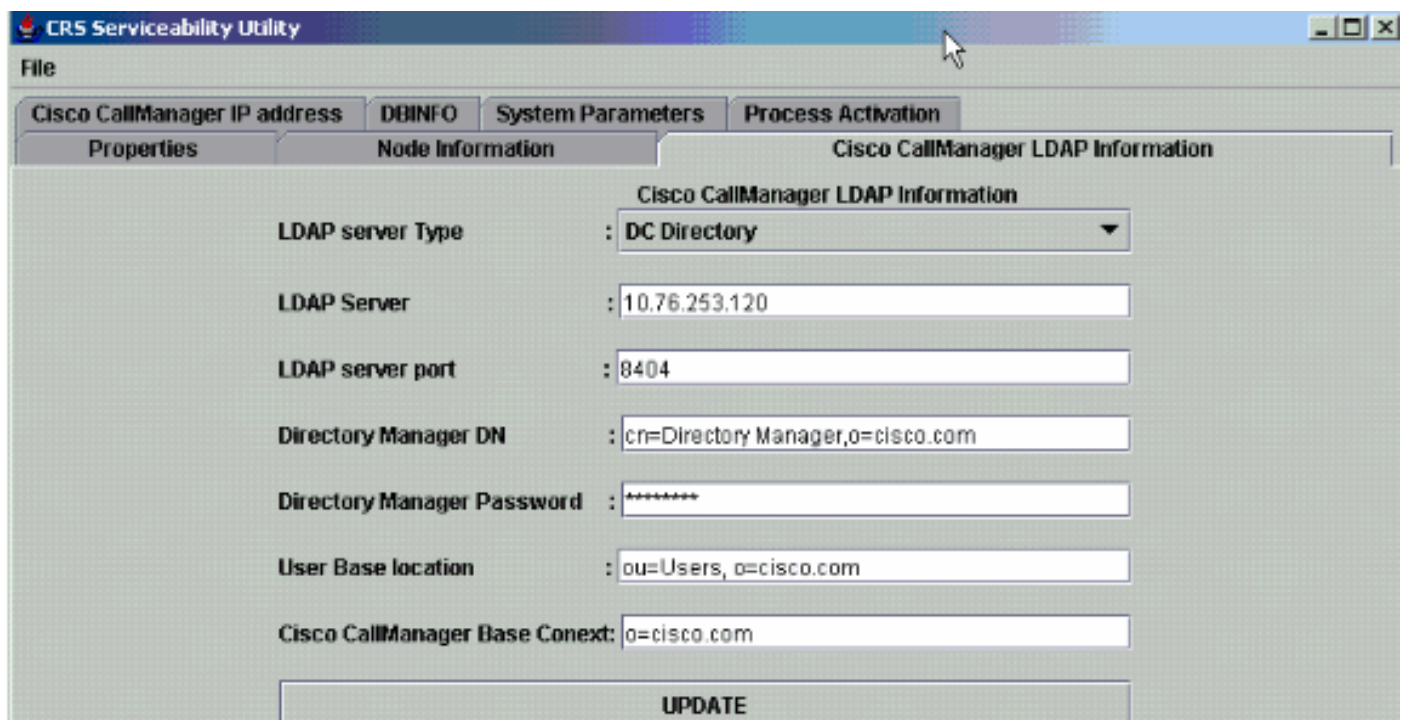 CRS Serviceability Utility
File
Cisco CallManager IP address DBINFO System Parameters Process Activation
Properties Node Information Cisco CallManager LDAP Information
Cisco CallManager LDAP Information
LDAP server Type : DC Directory
LDAP Server : 10.76.253.120
LDAP server port : 8404
Directory Manager DN : cn=Directory Manager,o=cisco.com
Directory Manager Password : ********
User Base location : ou=Users, o=cisco.com
Cisco CallManager Base Conext: o=cisco.com
UPDATE